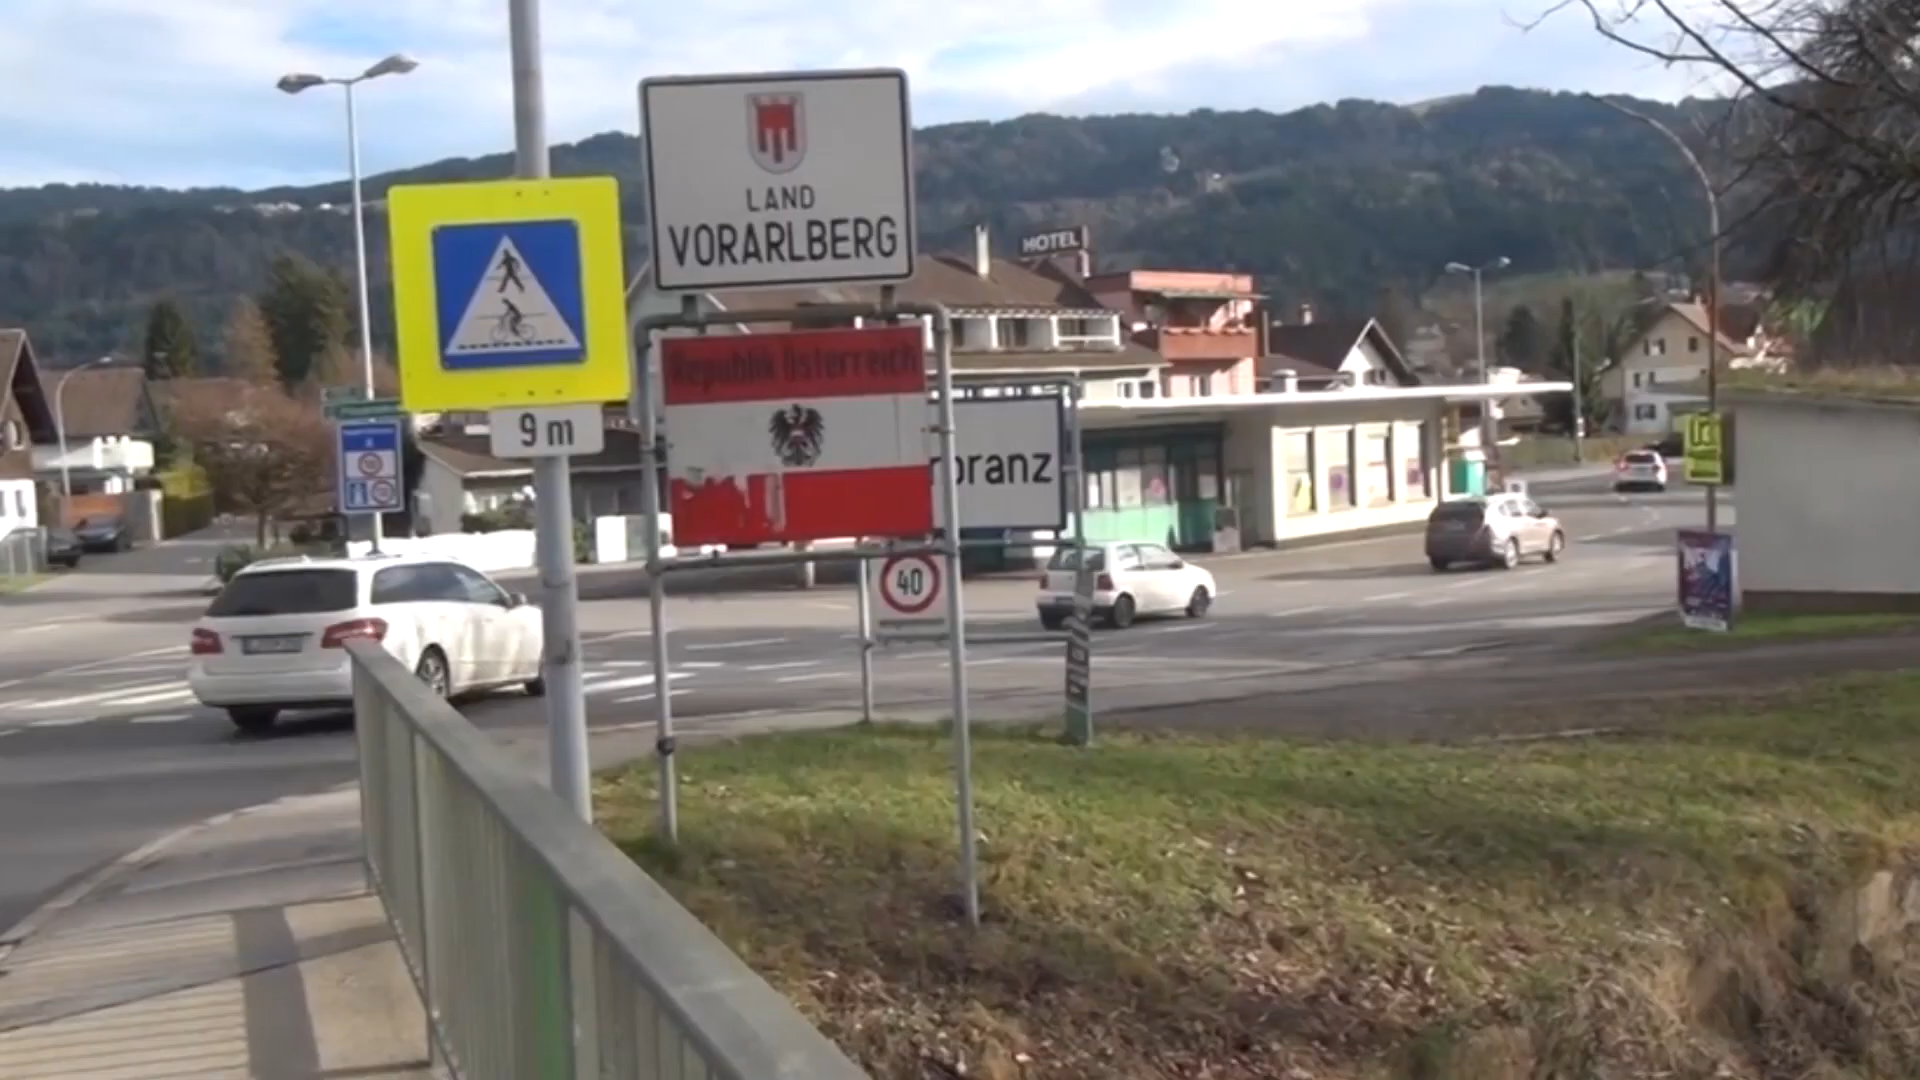 LAND
VORARLBERG
HOTEL
Republik Österreich
9 m
ranz
40